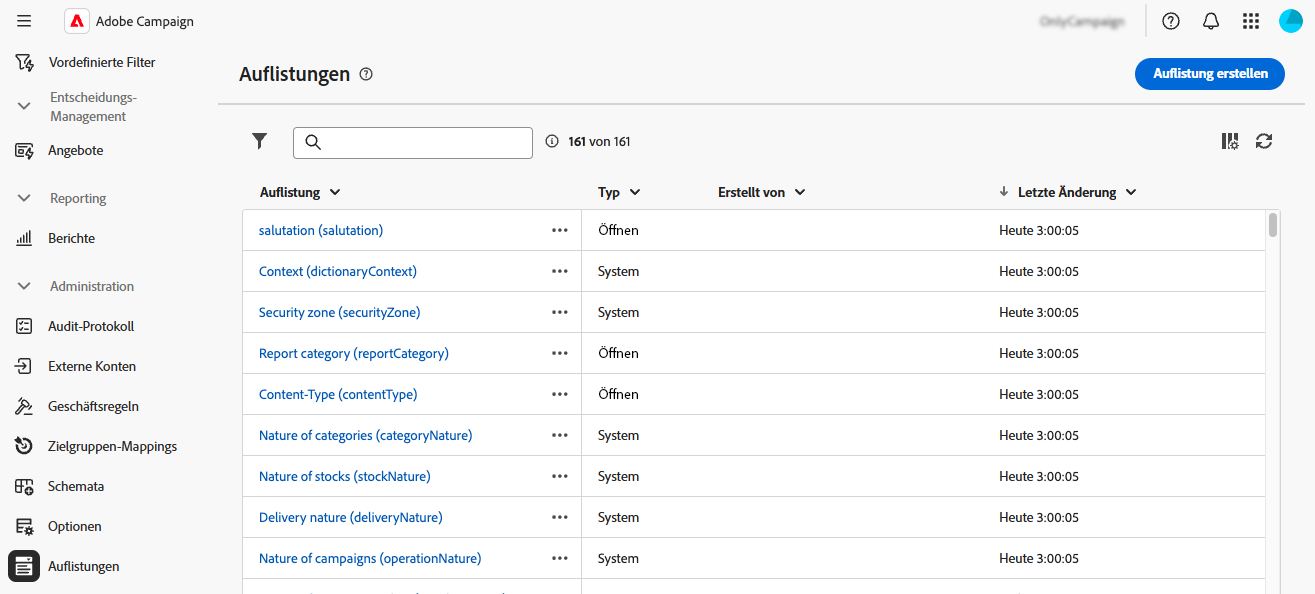 Adobe Campaign
Vordefinierte Filter
Entscheidungs-
Management
Angebote
Reporting
Berichte
Administration
Audit-Protokoll
Externe Konten
Geschäftsregeln
Zielgruppen-Mappings
Schemata
Optionen
Auflistungen
Auflistungen
Auflistung erstellen
161 von 161
Auflistung Typ Erstellt von Letzte Änderung
salutation (salutation) Öffnen Heute 3:00:05
Context (dictionaryContext) System Heute 3:00:05
Security zone (securityZone) System Heute 3:00:05
Report category (reportCategory) Öffnen Heute 3:00:05
Content-Type (contentType) Öffnen Heute 3:00:05
Nature of categories (categoryNature) System Heute 3:00:05
Nature of stocks (stockNature) System Heute 3:00:05
Delivery nature (deliveryNature) System Heute 3:00:05
Nature of campaigns (operationNature) System Heute 3:00:05